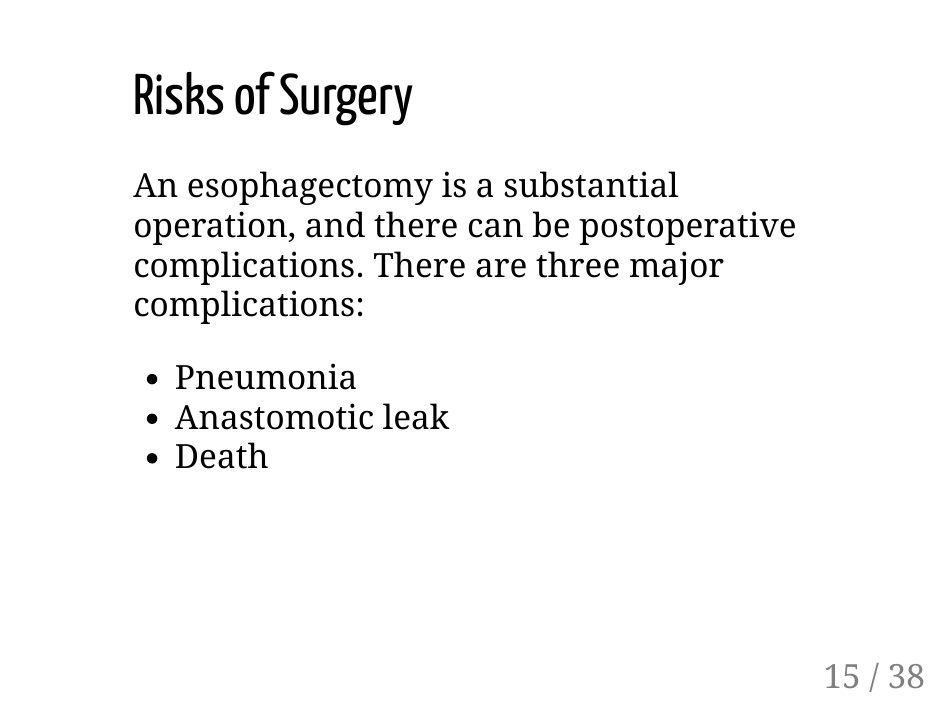 Risks of Surgery
An esophagectomy is a substantial
operation, and there can be postoperative
complications. There are three major
complications:
• Pneumonia
• Anastomotic leak
• Death
15 / 38